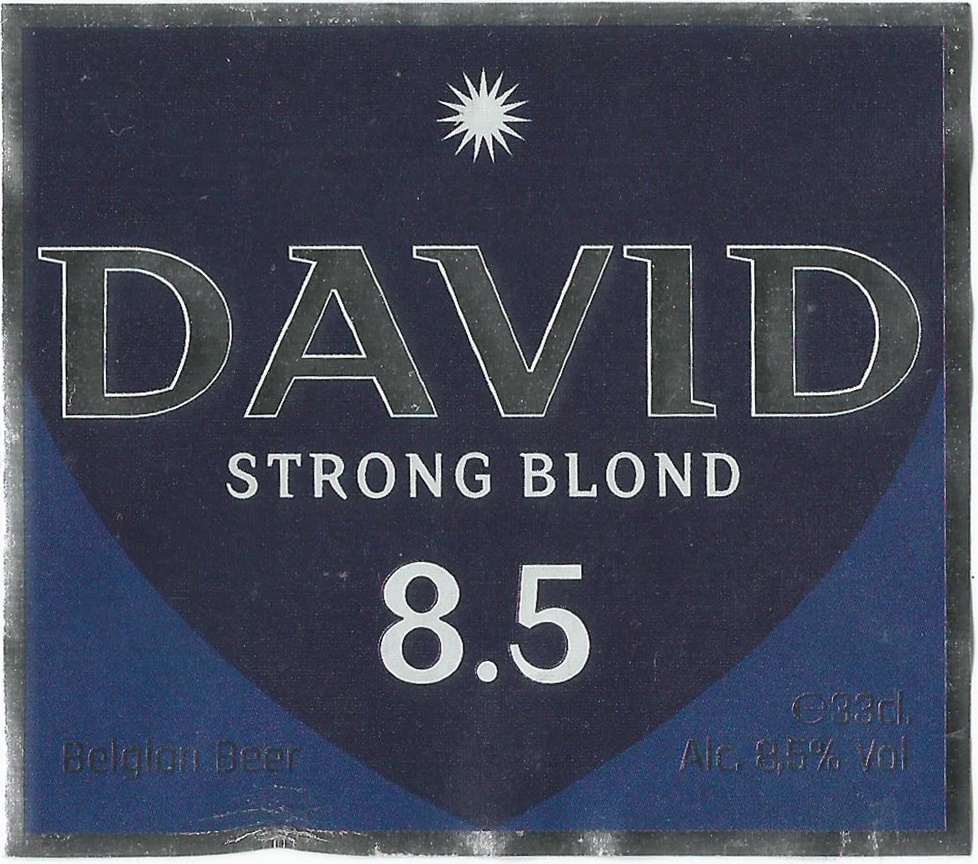 DAVID
STRONG BLOND
8.5
℮33cl.
Belgian Beer
Alc. 8,5% Vol